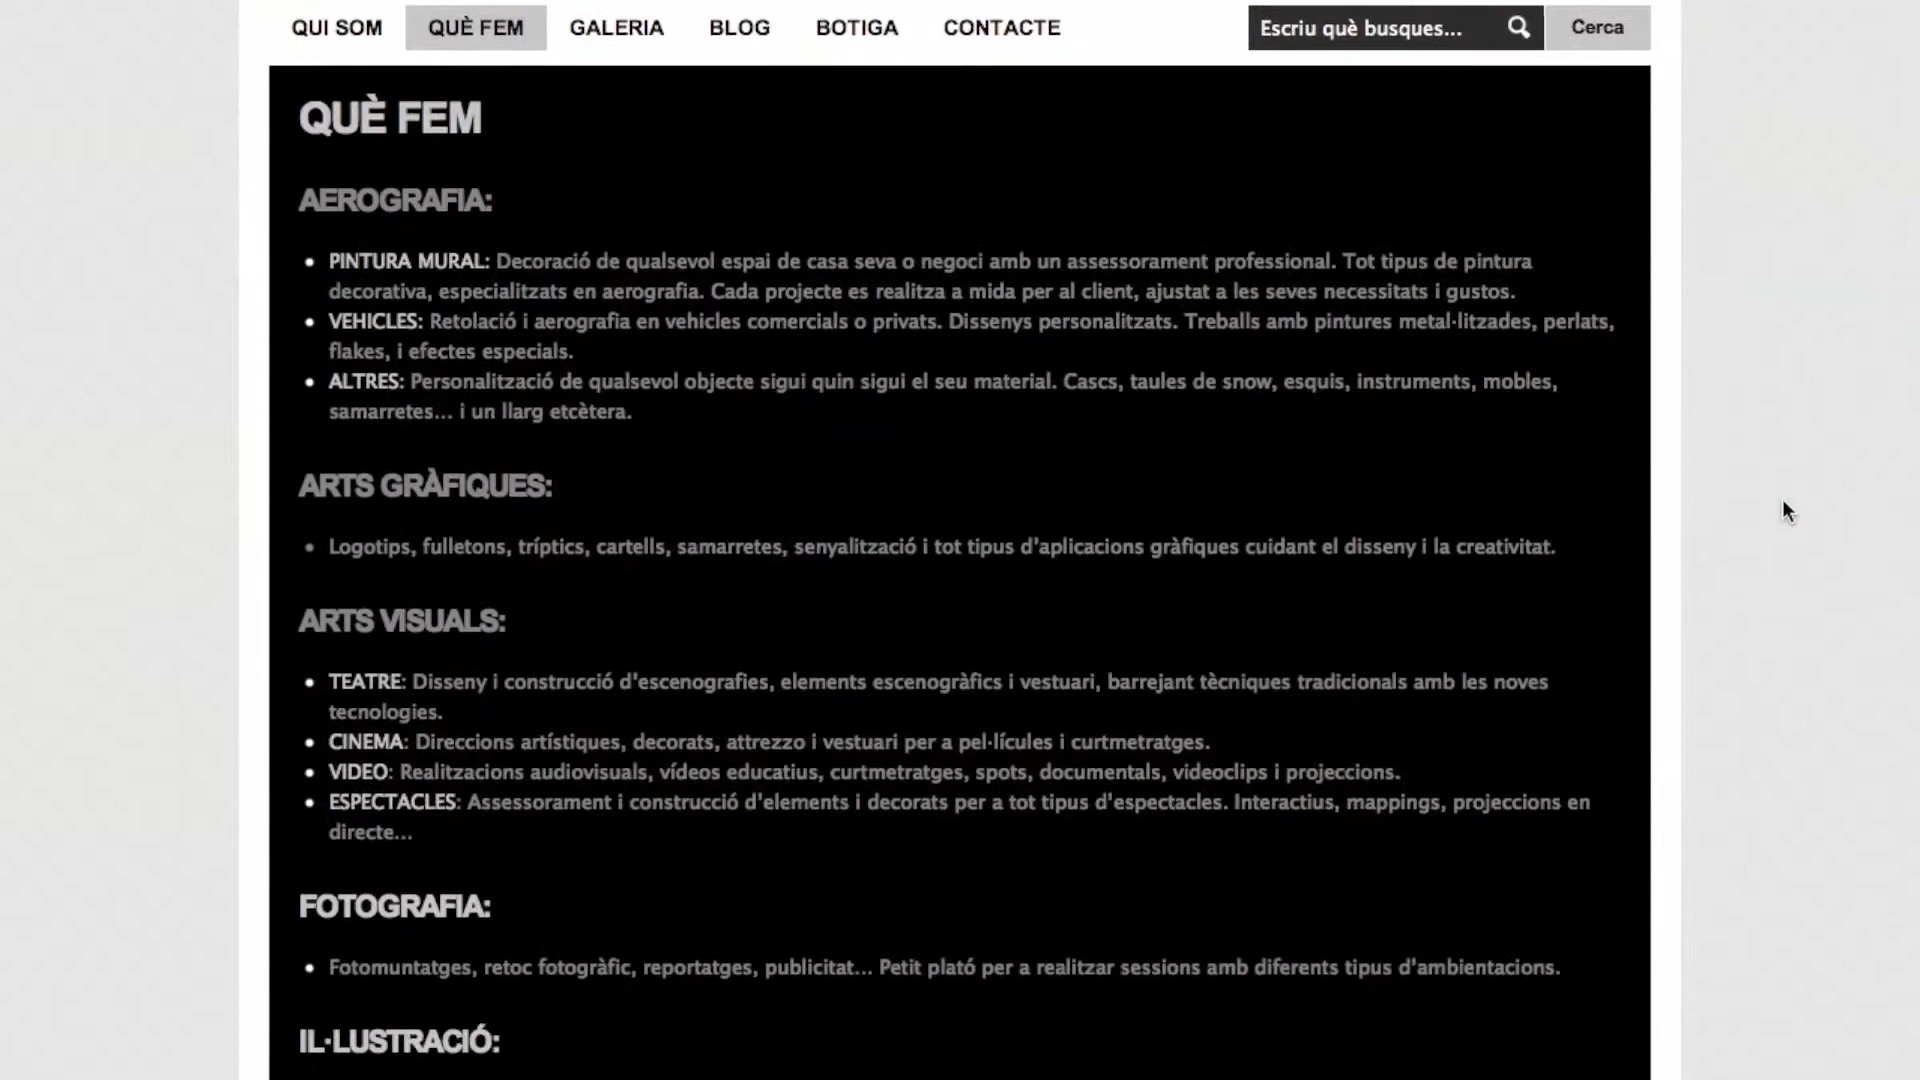 QUI SOM QUÈ FEM GALERIA BLOG BOTIGA CONTACTE Escriu què busques... Cerca
QUÈ FEM
AEROGRAFIA:
• PINTURA MURAL: Decoració de qualsevol espai de casa seva o negoci amb un assessorament professional. Tot tipus de pintura
decorativa, especialitzats en aerografia. Cada projecte es realitza a mida per al client, ajustat a les seves necessitats i gustos.
• VEHICLES: Retolació i aerografia en vehicles comercials o privats. Dissenys personalitzats. Treballs amb pintures metal·litzades, perlats,
flakes, i efectes especials.
• ALTRES: Personalització de qualsevol objecte sigui quin sigui el seu material. Cascs, taules de snow, esquis, instruments, mobles,
samarretes... i un llarg etcètera.
ARTS GRÀFIQUES:
• Logotips, fulletons, tríptics, cartells, samarretes, senyalització i tot tipus d'aplicacions gràfiques cuidant el disseny i la creativitat.
ARTS VISUALS:
• TEATRE: Disseny i construcció d'escenografies, elements escenogràfics i vestuari, barrejant tècniques tradicionals amb les noves
tecnologies.
• CINEMA: Direccions artístiques, decorats, attrezzo i vestuari per a pel·lícules i curtmetratges.
• VIDEO: Realitzacions audiovisuals, vídeos educatius, curtmetratges, spots, documentals, videoclips i projeccions.
• ESPECTACLES: Assessorament i construcció d'elements i decorats per a tot tipus d'espectacles. Interactius, mappings, projeccions en
directe...
FOTOGRAFIA:
• Fotomuntatges, retoc fotogràfic, reportatges, publicitat... Petit plató per a realitzar sessions amb diferents tipus d'ambientacions.
IL·LUSTRACIÓ: